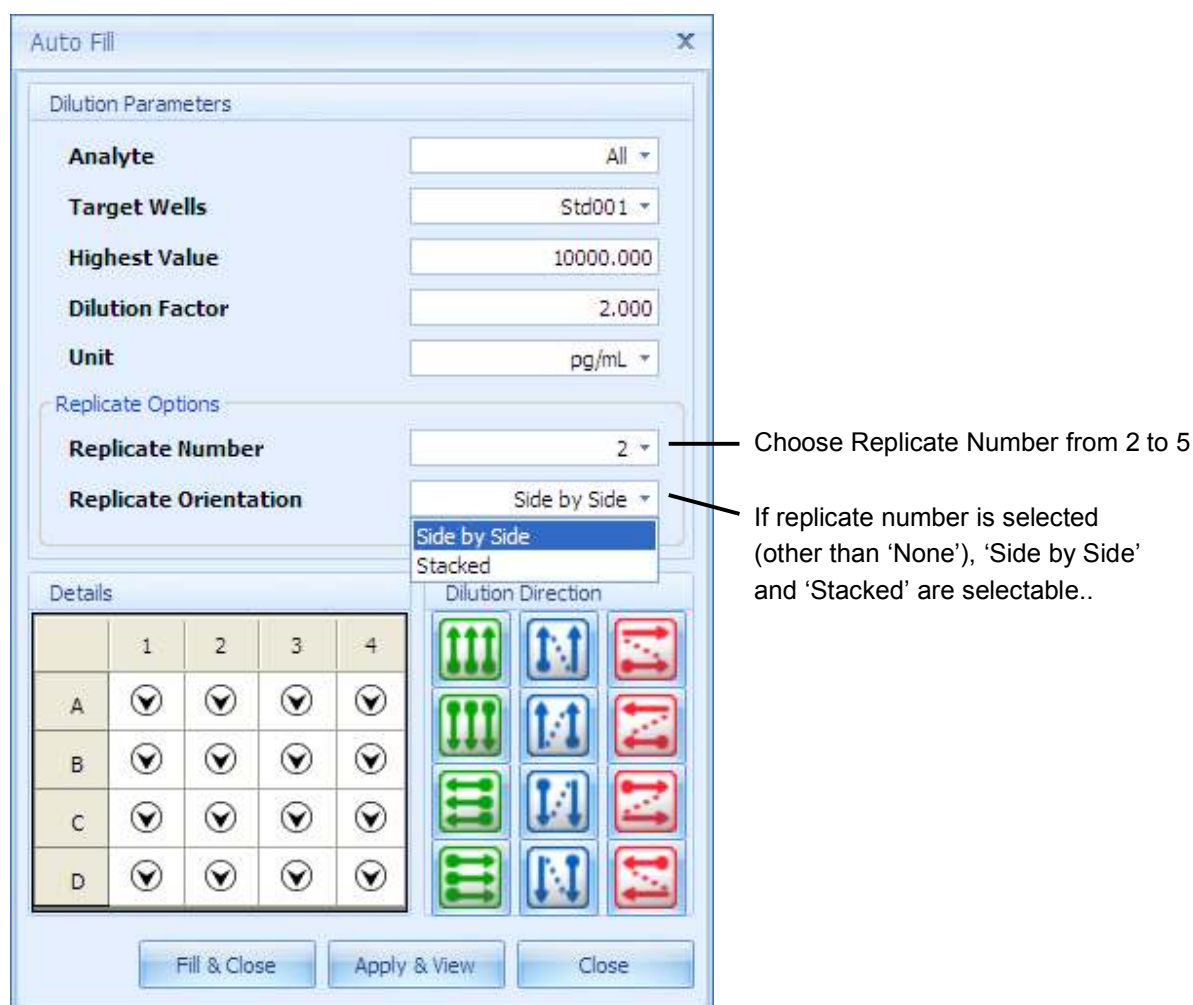 Auto Fill x
Dilution Parameters
Analyte All
Target Wells Std001
Highest Value 10000.000
Dilution Factor 2.000
Unit pg/mL
Replicate Options
Replicate Number 2
Choose Replicate Number from 2 to 5
Replicate Orientation Side by Side
Side by Side
Stacked
If replicate number is selected
(other than ‘None’), ‘Side by Side’
and ‘Stacked’ are selectable..
Details
Dilution Direction
1 2 3 4
A
B
C
D
Fill & Close Apply & View Close